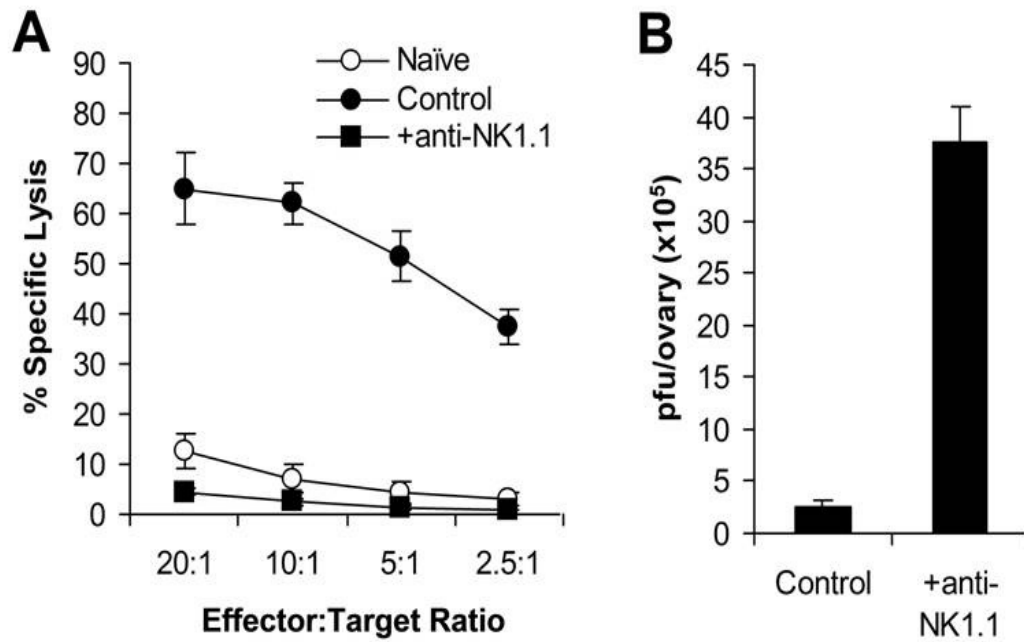 A
Naïve
Control
+anti-NK1.1
90
80
70
60
50
40
30
20
10
0
% Specific Lysis
20:1 10:1 5:1 2.5:1
Effector:Target Ratio
B
45
40
35
30
25
20
15
10
5
0
pfu/ovary (x10⁵)
Control
+anti-
NK1.1